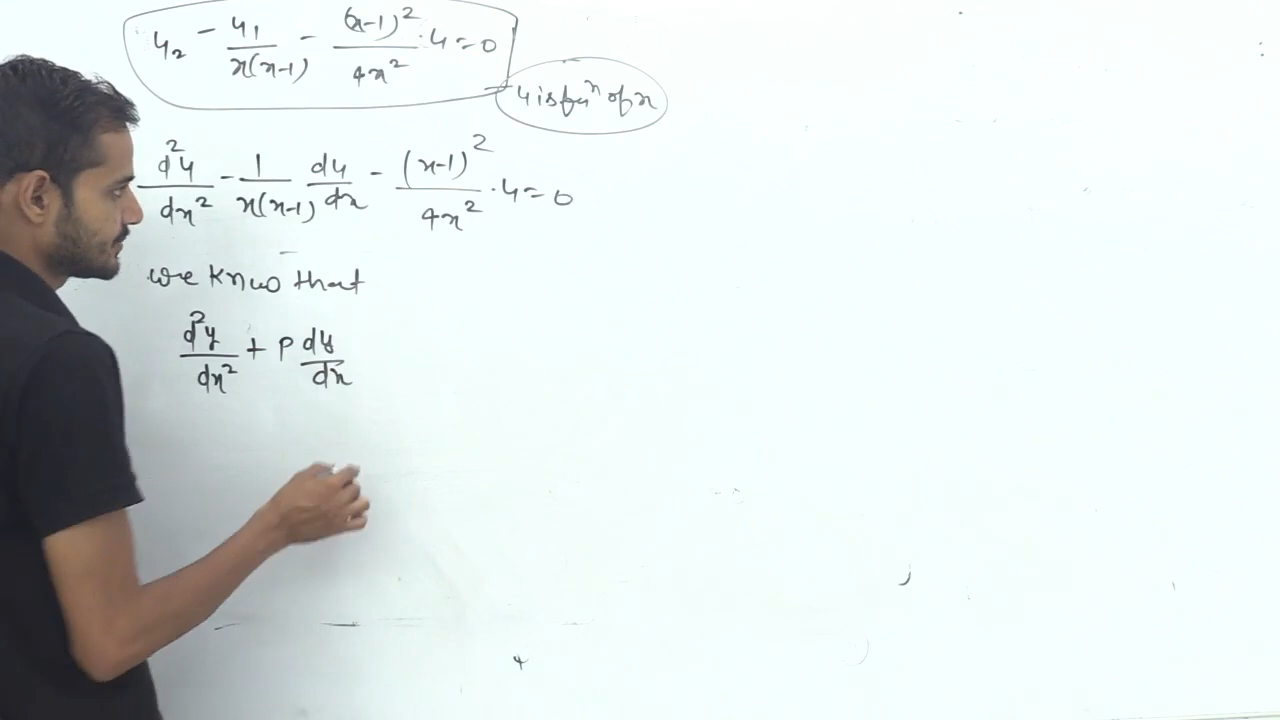 y₂ - y₁/x(x-1) - (x-1)²/4x² · y = 0
y is fuⁿ of x
d²y/dx² - 1/x(x-1) dy/dx - (x-1)²/4x² · y = 0
we know that
d²y/dx² + P dy/dx